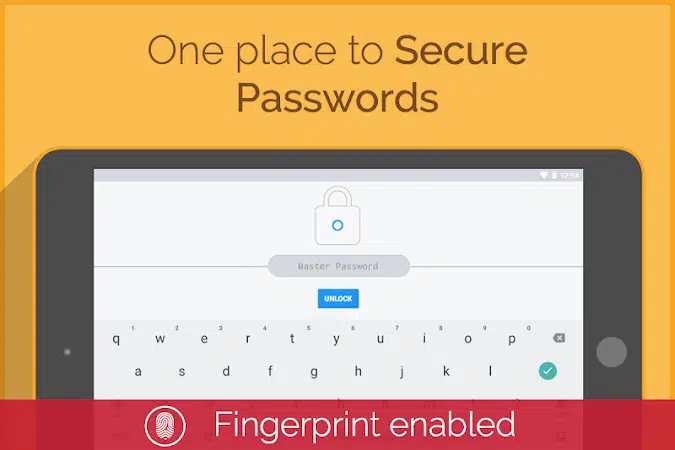 One place to Secure
Passwords
12:54
Master Password
UNLOCK
1 2 3 4 5 6 7 8 9 0
q w e r t y u i o p
a s d f g h j k l
Fingerprint enabled